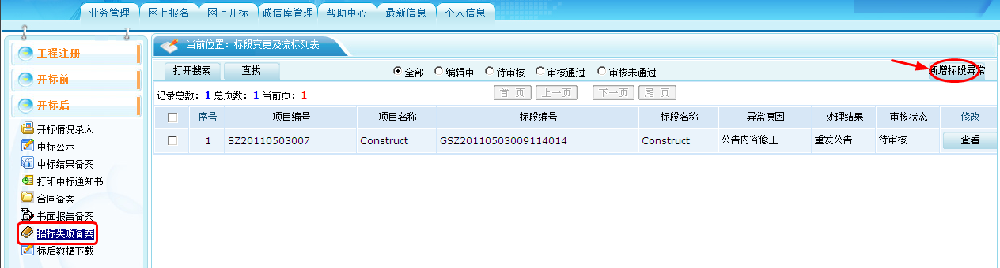 业务管理 网上报名 网上开标 诚信库管理 帮助中心 最新信息 个人信息
当前位置：标段变更及流标列表
工程注册
开标前
开标后
开标情况录入
中标公示
中标结果备案
打印中标通知书
合同备案
书面报告备案
招标失败备案
标后数据下载
打开搜索 查找 全部 编辑中 待审核 审核通过 审核未通过 新增标段异常
记录总数：1 总页数：1 当前页：1 首 页 上一页 ¦ 下一页 尾 页
序号 项目编号 项目名称 标段编号 标段名称 异常原因 处理结果 审核状态 修改
1 SZ20110503007 Construct GSZ20110503009114014 Construct 公告内容修正 重发公告 待审核 查看